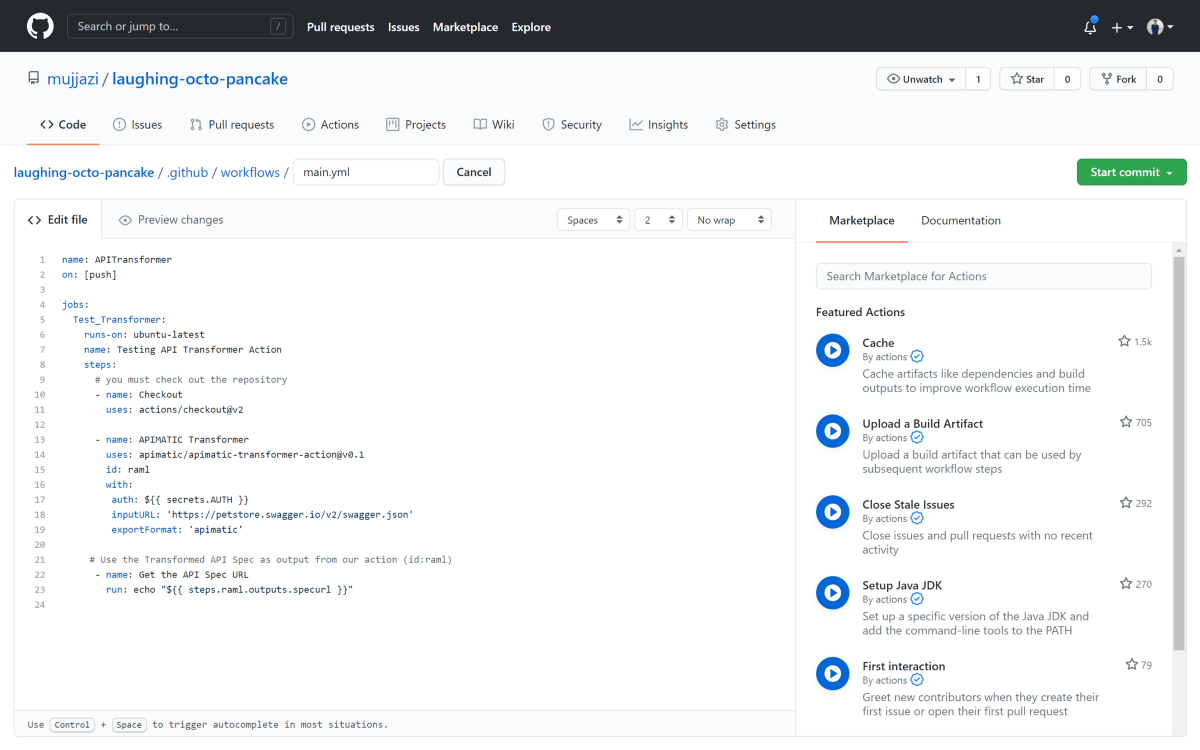 Search or jump to... /
Pull requests Issues Marketplace Explore
mujjazi / laughing-octo-pancake
Unwatch 1 Star 0 Fork 0
Code Issues Pull requests Actions Projects Wiki Security Insights Settings
laughing-octo-pancake / .github / workflows / main.yml Cancel
Start commit
Edit file Preview changes
Spaces 2 No wrap
1 name: APITransformer
2 on: [push]
3
4 jobs:
5 Test_Transformer:
6 runs-on: ubuntu-latest
7 name: Testing API Transformer Action
8 steps:
9 # you must check out the repository
10 - name: Checkout
11 uses: actions/checkout@v2
12
13 - name: APIMATIC Transformer
14 uses: apimatic/apimatic-transformer-action@v0.1
15 id: raml
16 with:
17 auth: ${{ secrets.AUTH }}
18 inputURL: 'https://petstore.swagger.io/v2/swagger.json'
19 exportFormat: 'apimatic'
20
21 # Use the Transformed API Spec as output from our action (id:raml)
22 - name: Get the API Spec URL
23 run: echo "${{ steps.raml.outputs.specurl }}"
24
Use Control + Space to trigger autocomplete in most situations.
Marketplace Documentation
Search Marketplace for Actions
Featured Actions
Cache 1.5k
By actions
Cache artifacts like dependencies and build
outputs to improve workflow execution time
Upload a Build Artifact 705
By actions
Upload a build artifact that can be used by
subsequent workflow steps
Close Stale Issues 292
By actions
Close issues and pull requests with no recent
activity
Setup Java JDK 270
By actions
Set up a specific version of the Java JDK and
add the command-line tools to the PATH
First interaction 79
By actions
Greet new contributors when they create their
first issue or open their first pull request